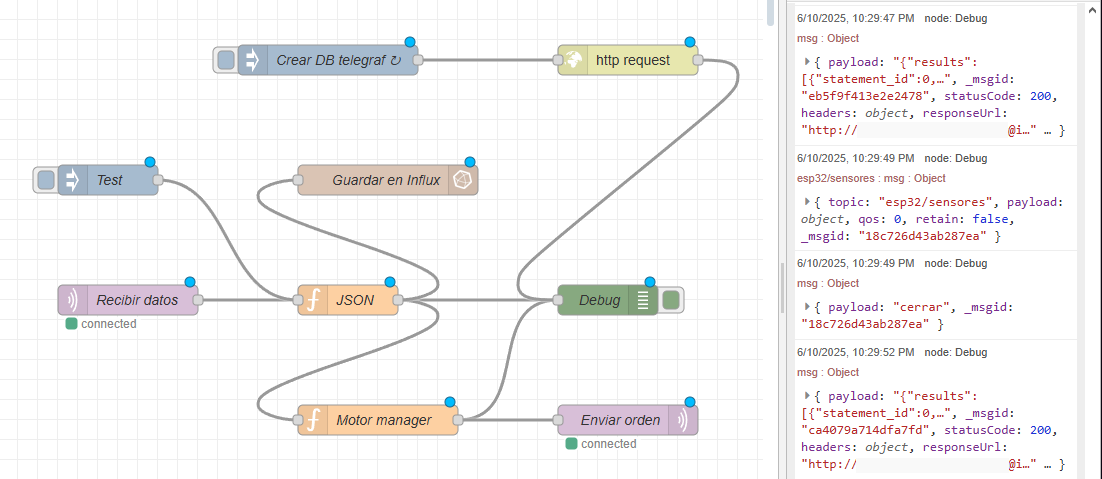 Crear DB telegraf ↻
http request
Test
Guardar en Influx
Recibir datos
connected
JSON
Debug
Motor manager
Enviar orden
connected
6/10/2025, 10:29:47 PM node: Debug
msg : Object
{ payload: "{"results":
[{"statement_id":0,…", _msgid:
"eb5f9f413e2e2478", statusCode: 200,
headers: object, responseUrl:
"http:// @i…" … }
6/10/2025, 10:29:49 PM node: Debug
esp32/sensores : msg : Object
{ topic: "esp32/sensores", payload:
object, qos: 0, retain: false,
_msgid: "18c726d43ab287ea" }
6/10/2025, 10:29:49 PM node: Debug
msg : Object
{ payload: "cerrar", _msgid:
"18c726d43ab287ea" }
6/10/2025, 10:29:52 PM node: Debug
msg : Object
{ payload: "{"results":
[{"statement_id":0,…", _msgid:
"ca4079a714dfa7fd", statusCode: 200,
headers: object, responseUrl:
"http:// @i…" … }